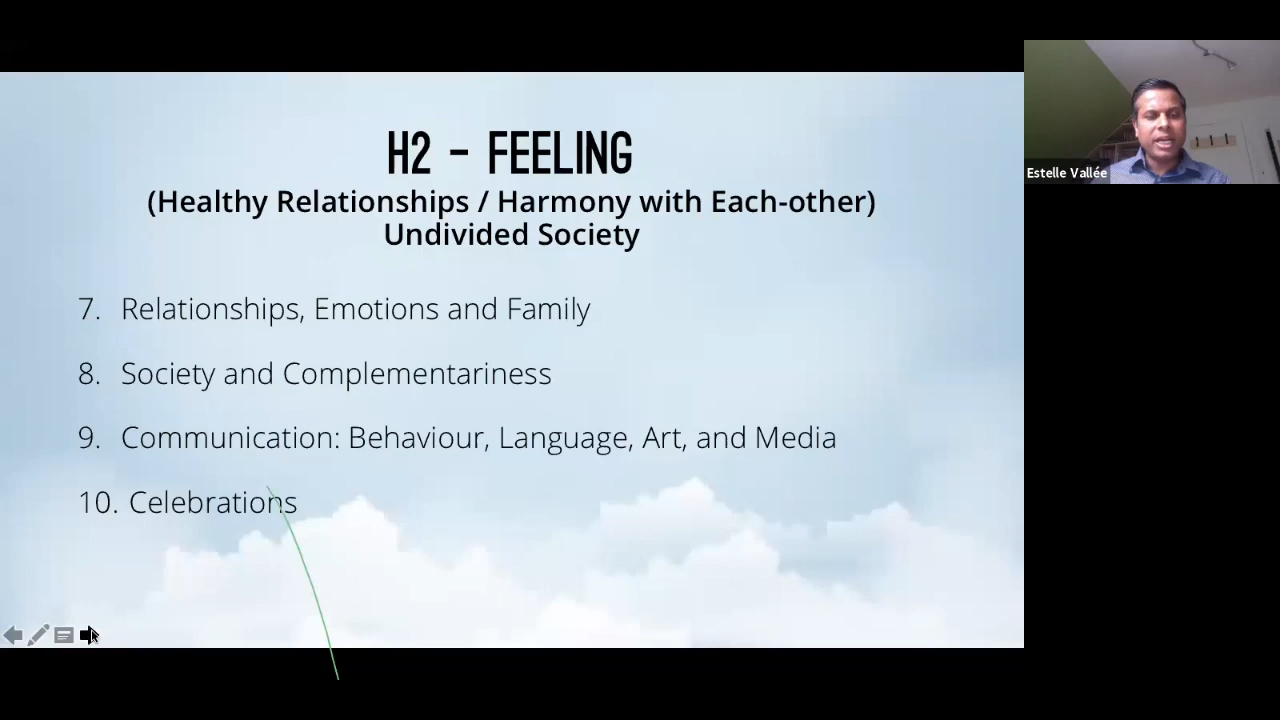 H2 - FEELING
(Healthy Relationships / Harmony with Each-other)
Undivided Society
7. Relationships, Emotions and Family
8. Society and Complementariness
9. Communication: Behaviour, Language, Art, and Media
10. Celebrations
Estelle Vallée